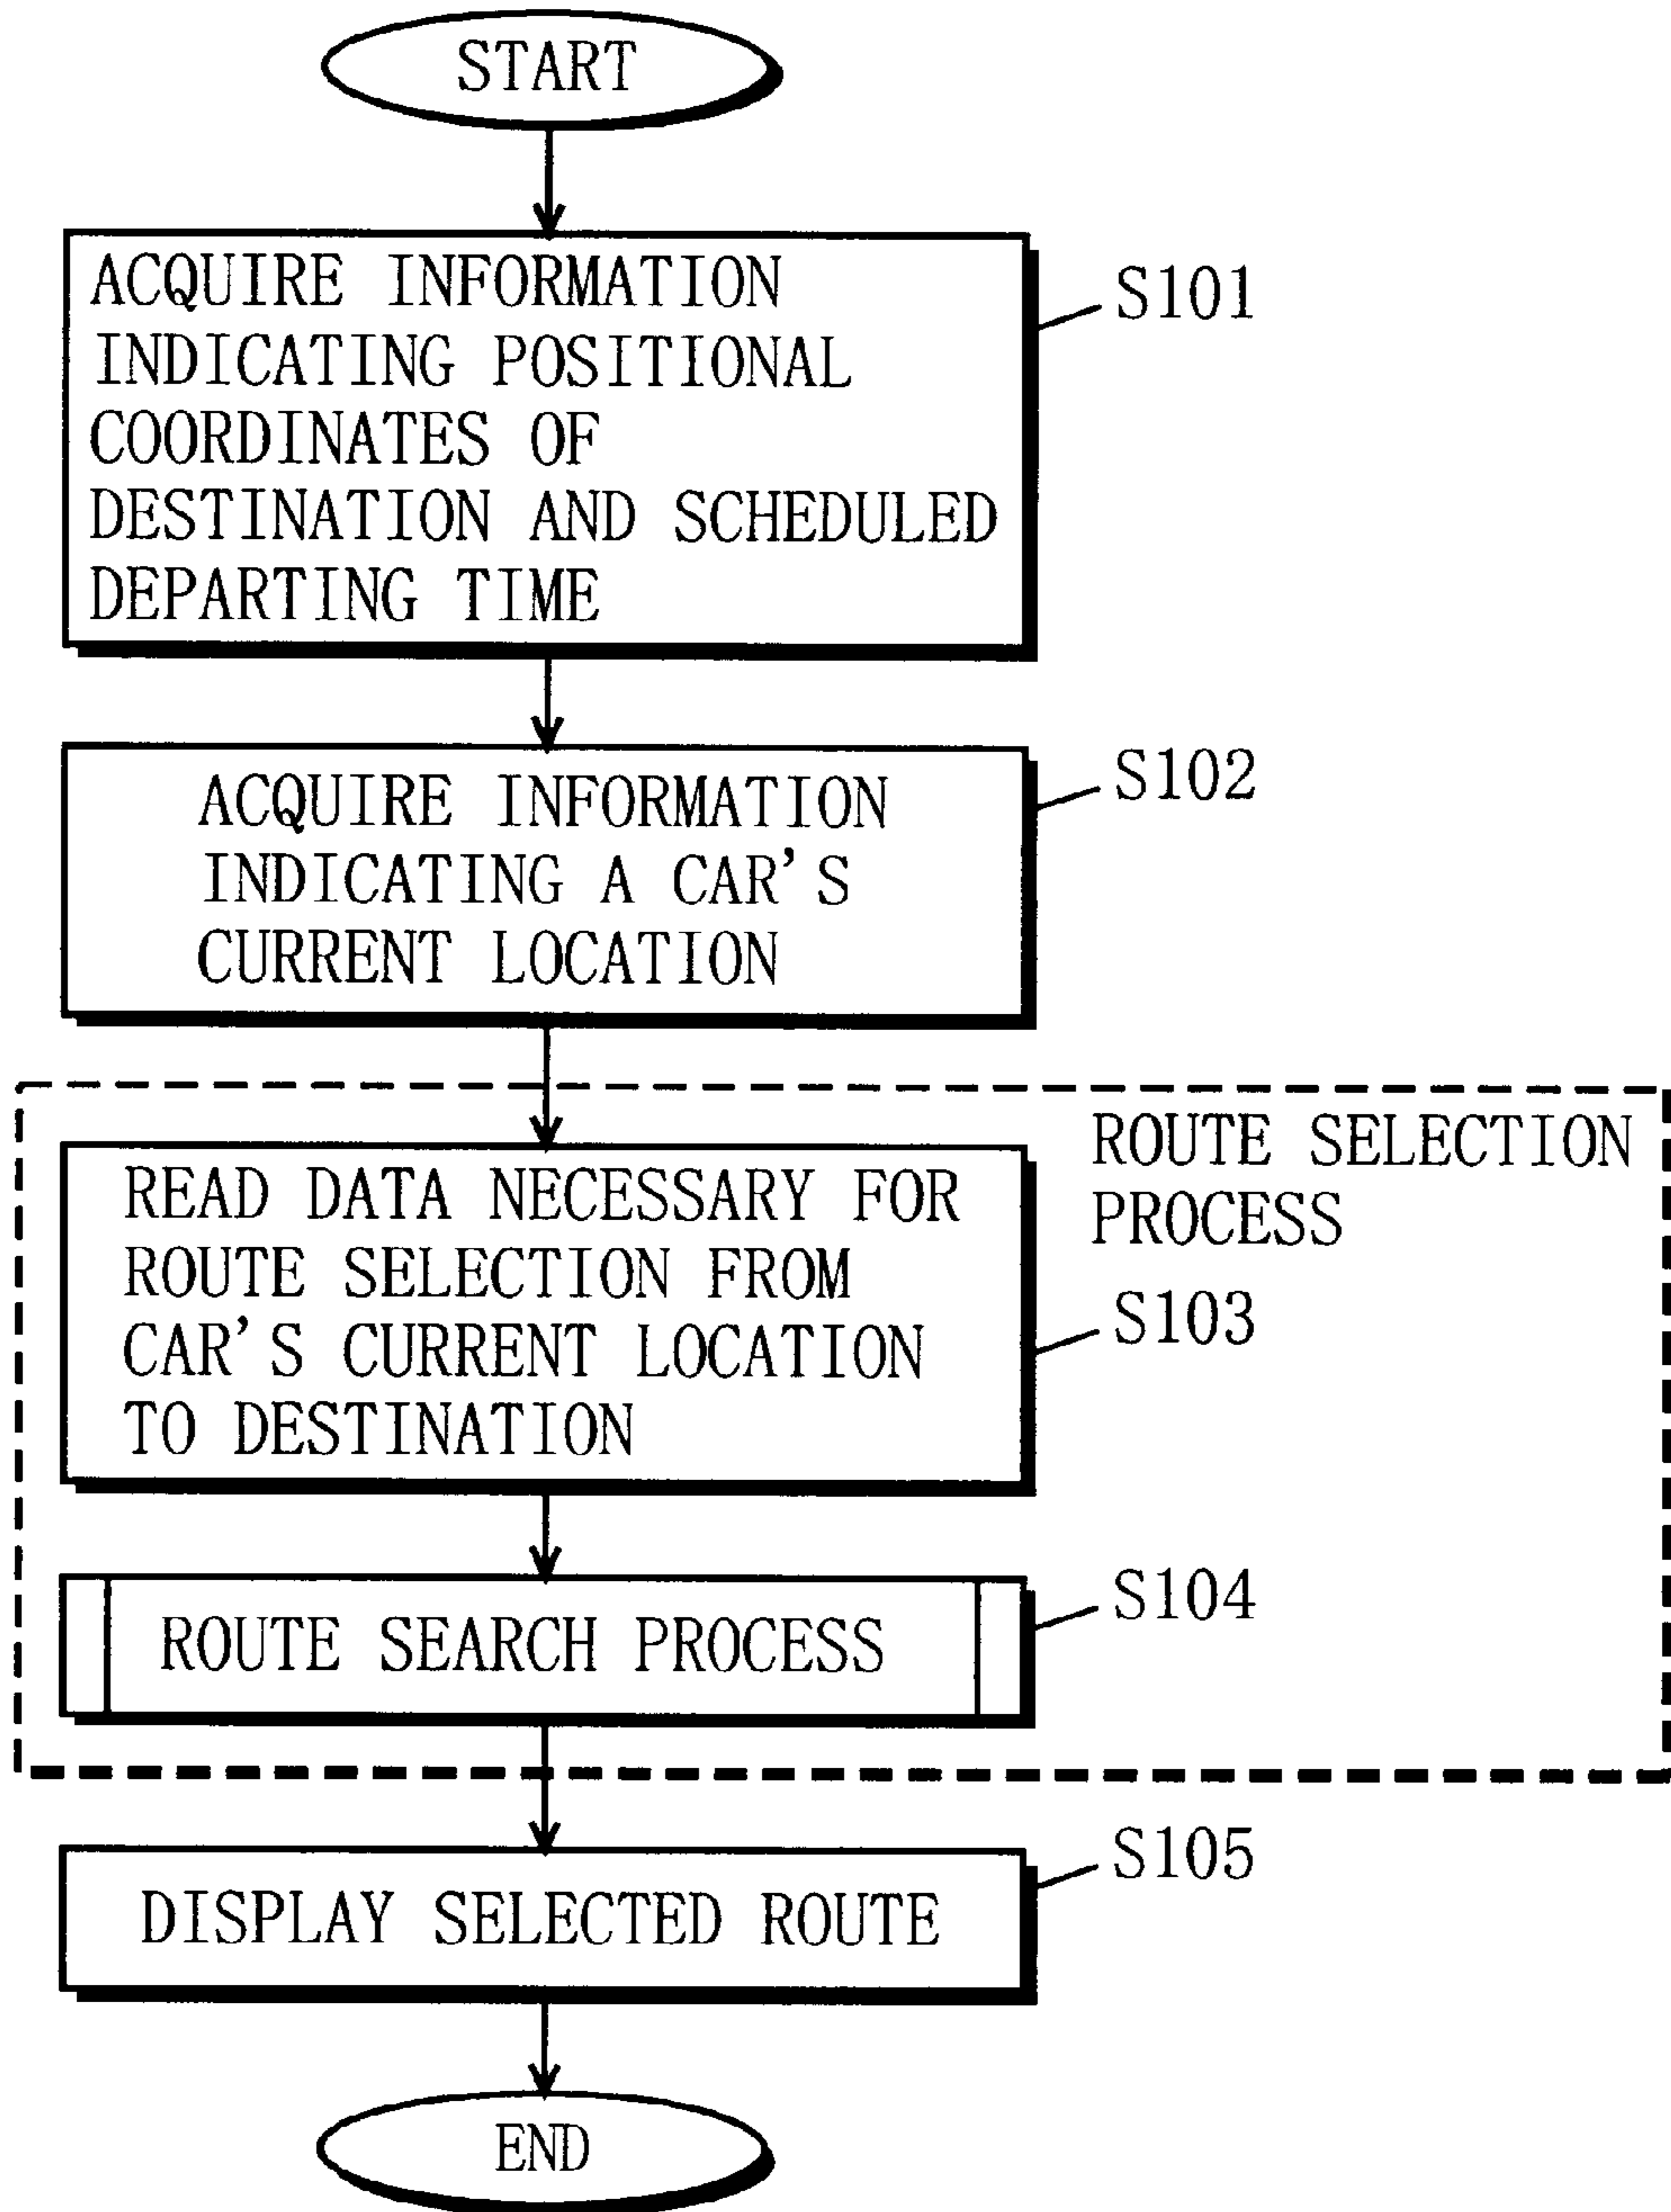 START
ACQUIRE INFORMATION
INDICATING POSITIONAL
COORDINATES OF
DESTINATION AND SCHEDULED
DEPARTING TIME
S101
ACQUIRE INFORMATION
INDICATING A CAR'S
CURRENT LOCATION
S102
ROUTE SELECTION
PROCESS
READ DATA NECESSARY FOR
ROUTE SELECTION FROM
CAR'S CURRENT LOCATION
TO DESTINATION
S103
ROUTE SEARCH PROCESS
S104
DISPLAY SELECTED ROUTE
S105
END